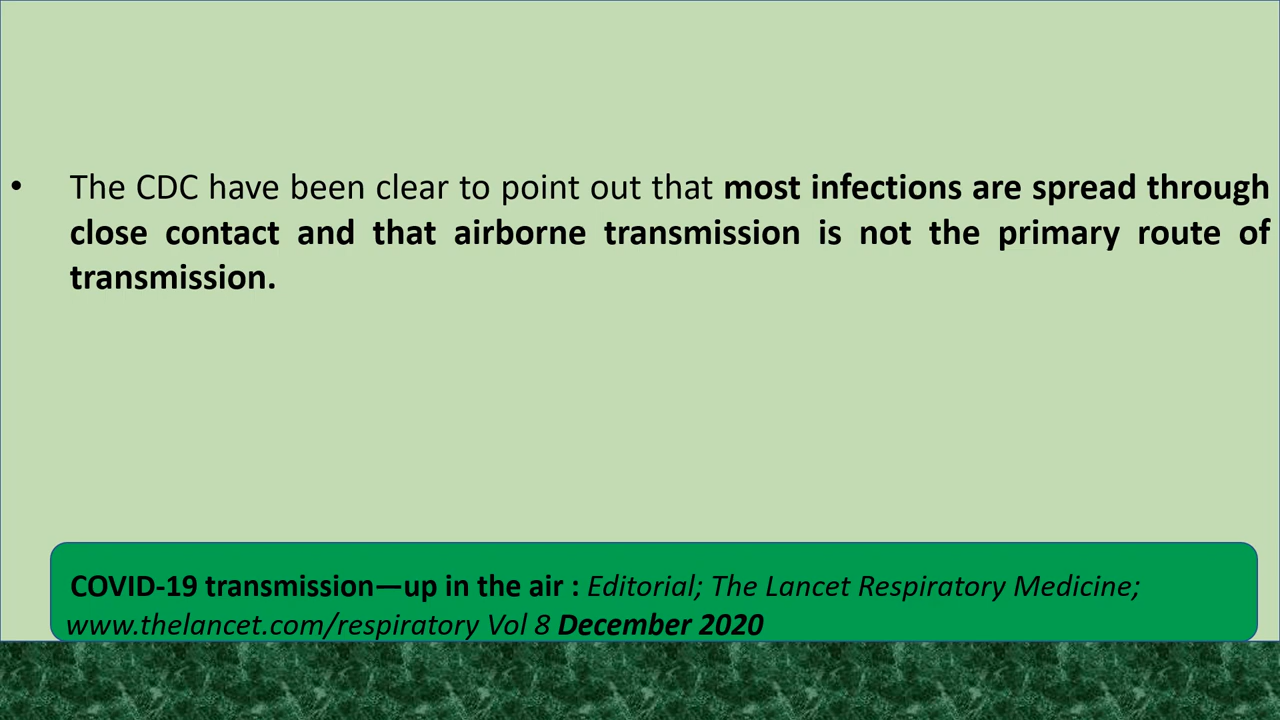 • The CDC have been clear to point out that most infections are spread through
close contact and that airborne transmission is not the primary route of
transmission.
COVID-19 transmission—up in the air : Editorial; The Lancet Respiratory Medicine;
www.thelancet.com/respiratory Vol 8 December 2020